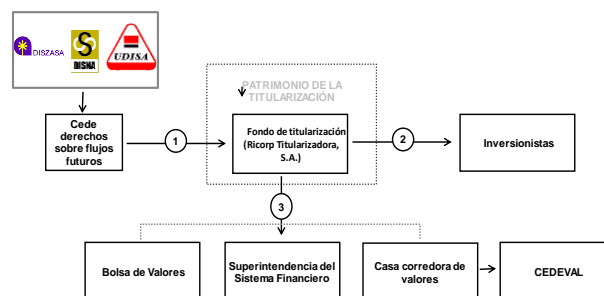 DISZASA
S
DISNA
UDISA
PATRIMONIO DE LA
TITULARIZACIÓN
Cede
derechos
sobre flujos
futuros
1
Fondo de titularización
(Ricorp Titularizadora,
S.A.)
2
Inversionistas
3
Bolsa de Valores
Superintendencia del
Sistema Financiero
Casa corredora de
valores
CEDEVAL